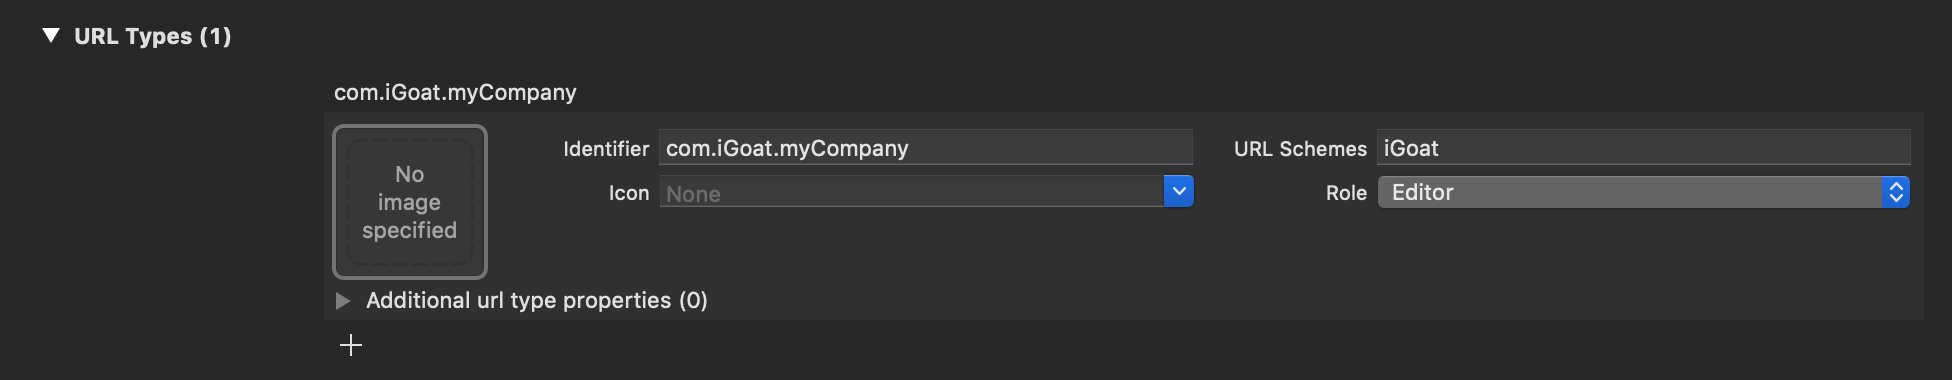 URL Types (1)
com.iGoat.myCompany
No
image
specified
Identifier com.iGoat.myCompany
URL Schemes iGoat
Icon None
Role Editor
Additional url type properties (0)